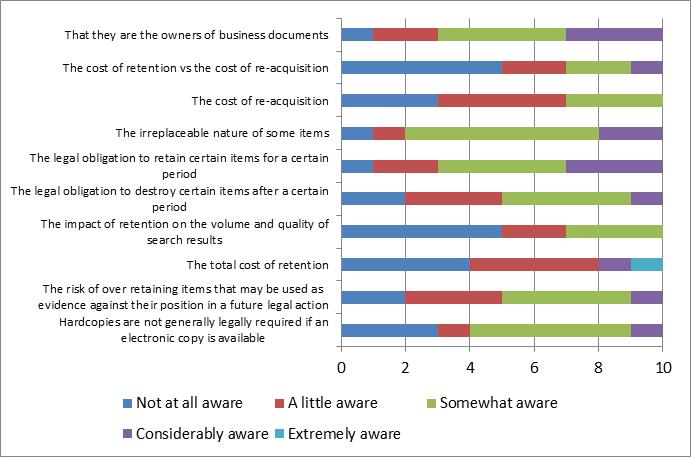 That they are the owners of business documents
The cost of retention vs the cost of re-acquisition
The cost of re-acquisition
The irreplaceable nature of some items
The legal obligation to retain certain items for a certain
period
The legal obligation to destroy certain items after a certain
period
The impact of retention on the volume and quality of
search results
The total cost of retention
The risk of over retaining items that may be used as
evidence against their position in a future legal action
Hardcopies are not generally legally required if an
electronic copy is available
0 2 4 6 8 10
Not at all aware A little aware Somewhat aware
Considerably aware Extremely aware